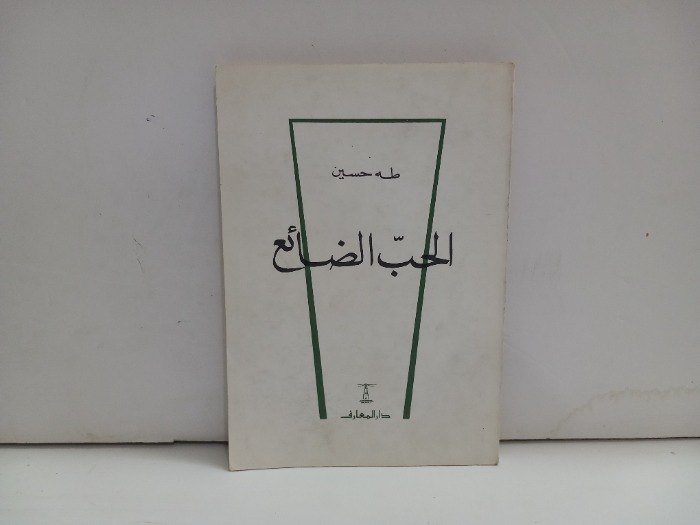 طه حسين
الحبّ الضائع
دار المعارف